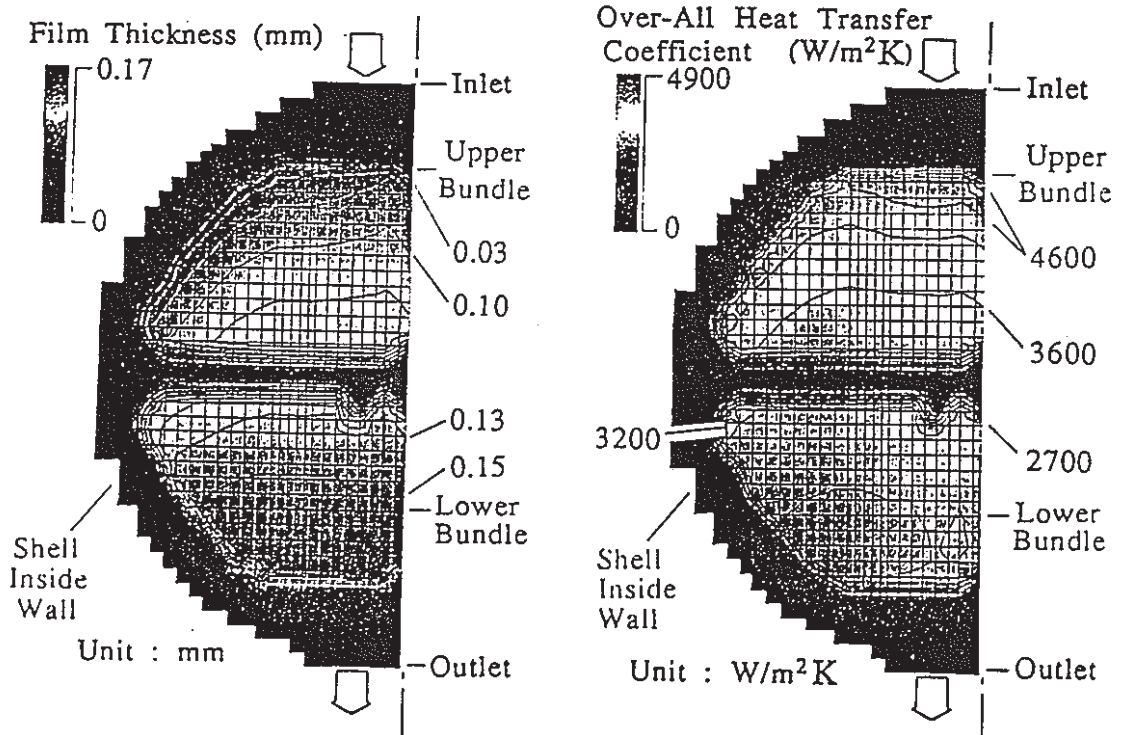 Film Thickness (mm)
0.17
0
Inlet
Upper
Bundle
0.03
0.10
0.13
0.15
Lower
Bundle
Shell
Inside
Wall
Unit : mm
Outlet
Over-All Heat Transfer
Coefficient (W/m²K)
4900
0
Inlet
Upper
Bundle
4600
3600
3200
2700
Lower
Bundle
Shell
Inside
Wall
Unit : W/m²K
Outlet